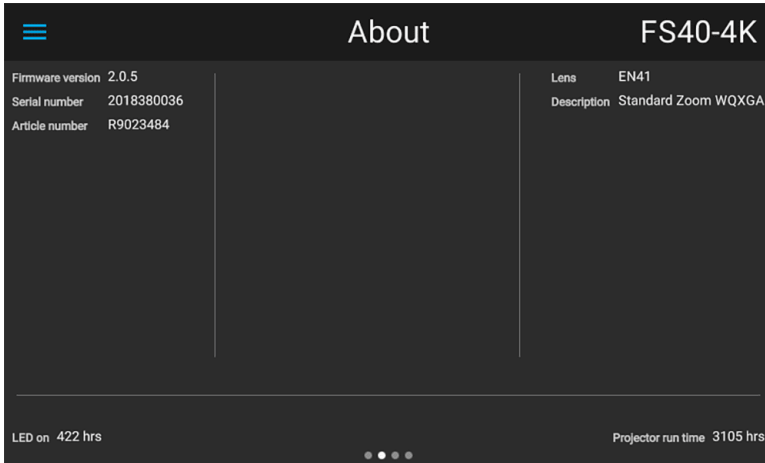 About
FS40-4K
Firmware version 2.0.5
Serial number 2018380036
Article number R9023484
Lens EN41
Description Standard Zoom WQXGA
LED on 422 hrs
Projector run time 3105 hrs